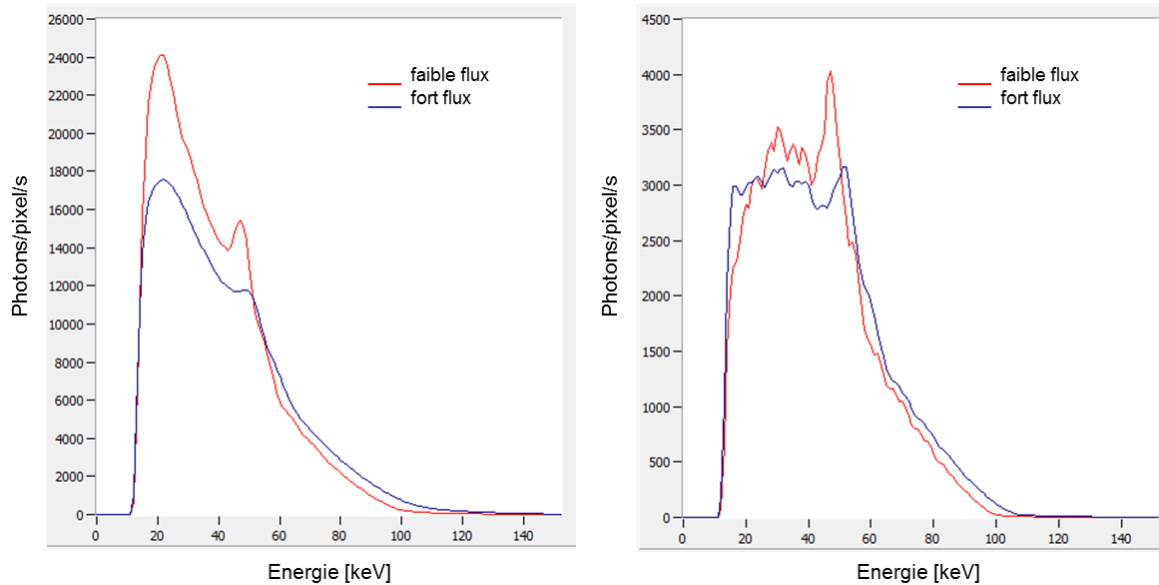 26000
24000
22000
20000
18000
16000
14000
12000
10000
8000
6000
4000
2000
0
0 20 40 60 80 100 120 140
Photons/pixel/s
Energie [keV]
faible flux
fort flux
4500
4000
3500
3000
2500
2000
1500
1000
500
0
0 20 40 60 80 100 120 140
Photons/pixel/s
Energie [keV]
faible flux
fort flux